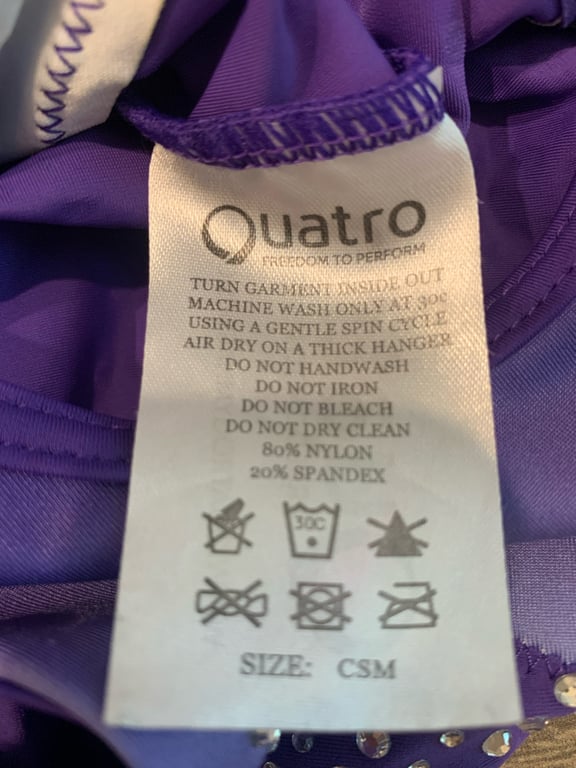 Quatro
FREEDOM TO PERFORM
TURN GARMENT INSIDE OUT
MACHINE WASH ONLY AT 30c
USING A GENTLE SPIN CYCLE
AIR DRY ON A THICK HANGER
DO NOT HANDWASH
DO NOT IRON
DO NOT BLEACH
DO NOT DRY CLEAN
80% NYLON
20% SPANDEX
30C
SIZE: CSM